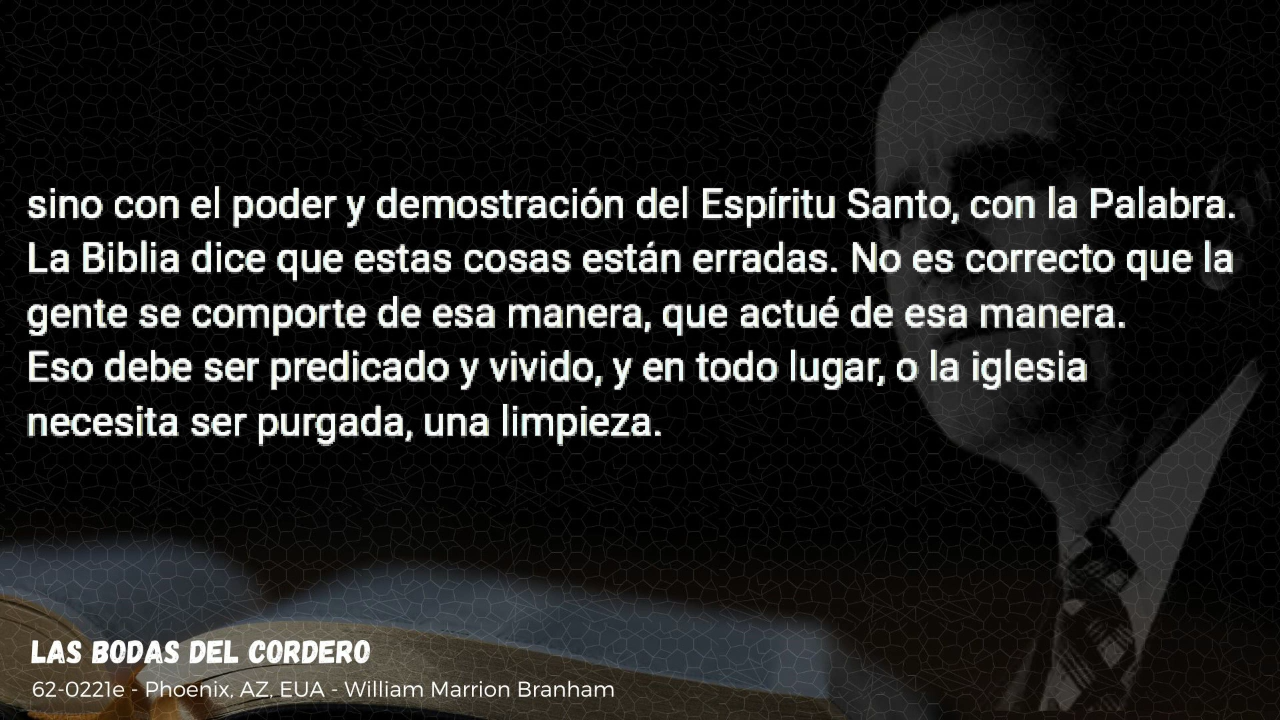 sino con el poder y demostración del Espíritu Santo, con la Palabra.
La Biblia dice que estas cosas están erradas. No es correcto que la
gente se comporte de esa manera, que actué de esa manera.
Eso debe ser predicado y vivido, y en todo lugar, o la iglesia
necesita ser purgada, una limpieza.
LAS BODAS DEL CORDERO
62-0221e - Phoenix, AZ, EUA - William Marrion Branham